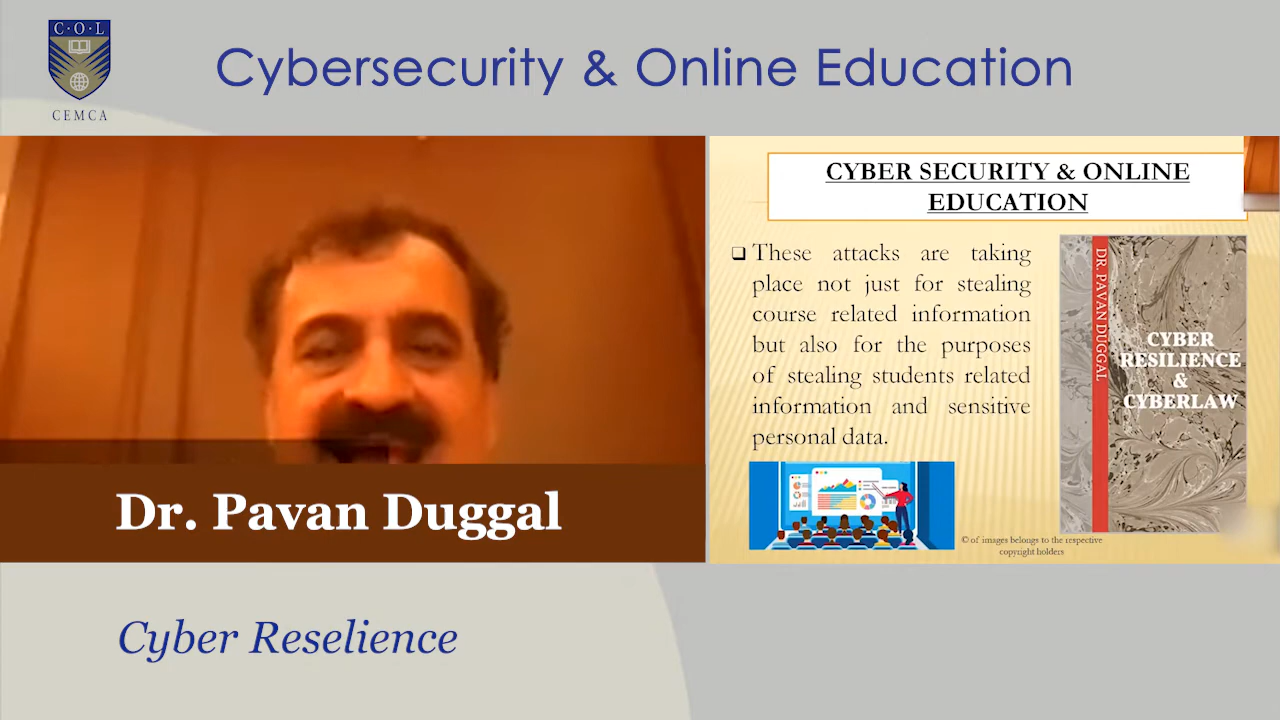 C·O·L
CEMCA
Cybersecurity & Online Education
Dr. Pavan Duggal
Cyber Reselience
CYBER SECURITY & ONLINE
EDUCATION
❑ These attacks are taking
place not just for stealing
course related information
but also for the purposes
of stealing students related
information and sensitive
personal data.
DR. PAVAN DUGGAL
CYBER
RESILIENCE
&
CYBERLAW
© of images belongs to the respective
copyright holders